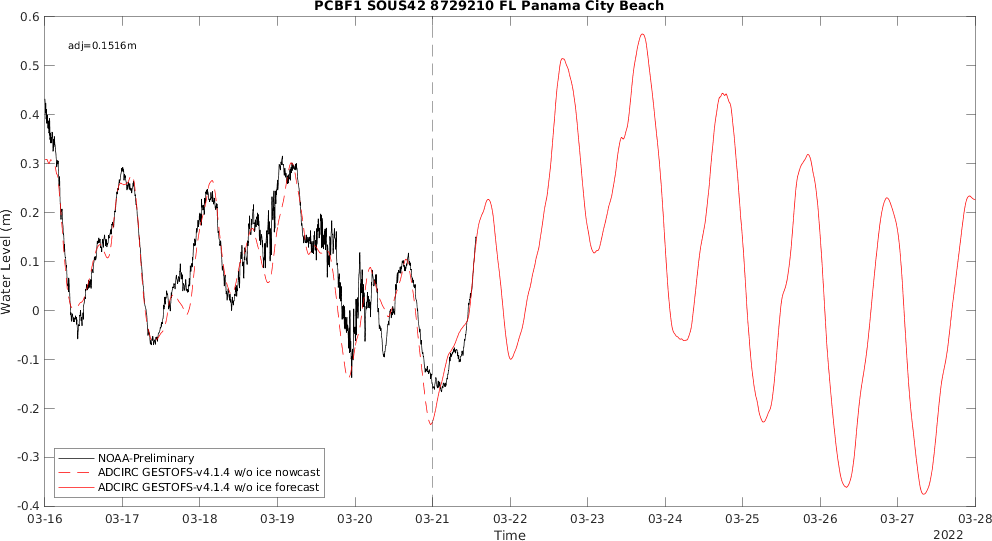 PCBF1 SOUS42 8729210 FL Panama City Beach
0.6
adj=0.1516m
0.5
0.4
0.3
0.2
0.1
0
-0.1
-0.2
-0.3
-0.4
Water Level (m)
NOAA-Preliminary
ADCIRC GESTOFS-v4.1.4 w/o ice nowcast
ADCIRC GESTOFS-v4.1.4 w/o ice forecast
03-16 03-17 03-18 03-19 03-20 03-21 03-22 03-23 03-24 03-25 03-26 03-27 03-28
Time
2022